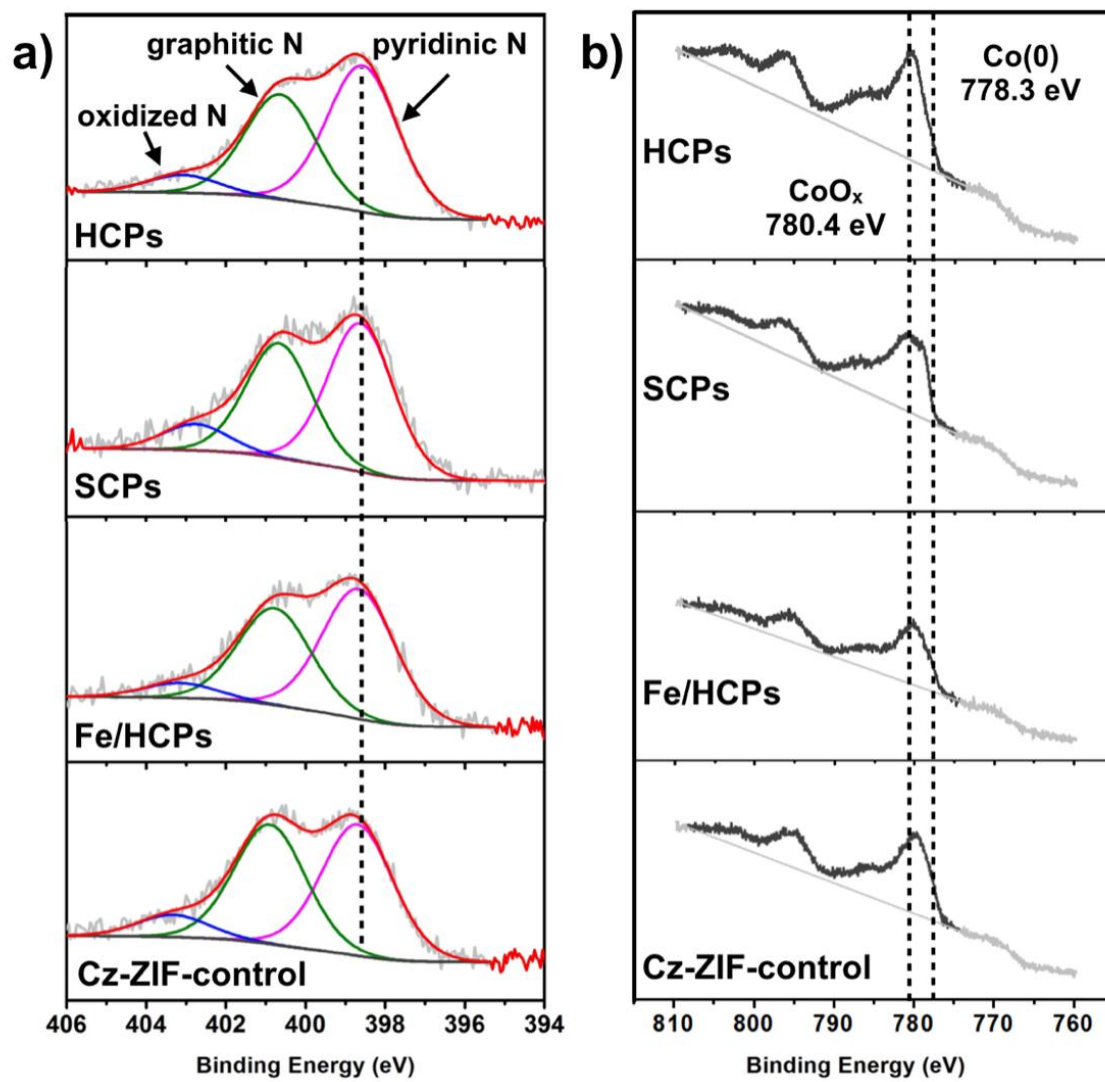 a)
graphitic N
pyridinic N
oxidized N
HCPs
SCPs
Fe/HCPs
Cz-ZIF-control
406 404 402 400 398 396 394
Binding Energy (eV)
b)
Co(0)
778.3 eV
HCPs
CoOₓ
780.4 eV
SCPs
Fe/HCPs
Cz-ZIF-control
810 800 790 780 770 760
Binding Energy (eV)